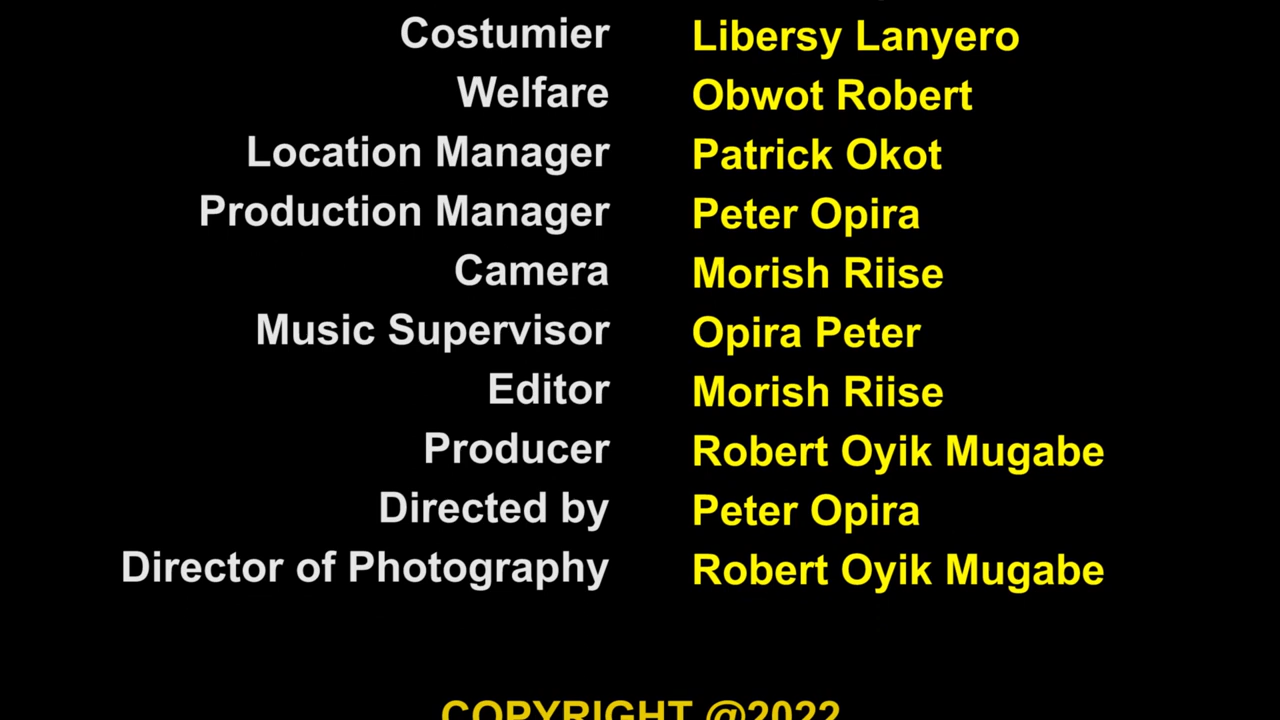 Costumier Libersy Lanyero
Welfare Obwot Robert
Location Manager Patrick Okot
Production Manager Peter Opira
Camera Morish Riise
Music Supervisor Opira Peter
Editor Morish Riise
Producer Robert Oyik Mugabe
Directed by Peter Opira
Director of Photography Robert Oyik Mugabe
COPYRIGHT @2022